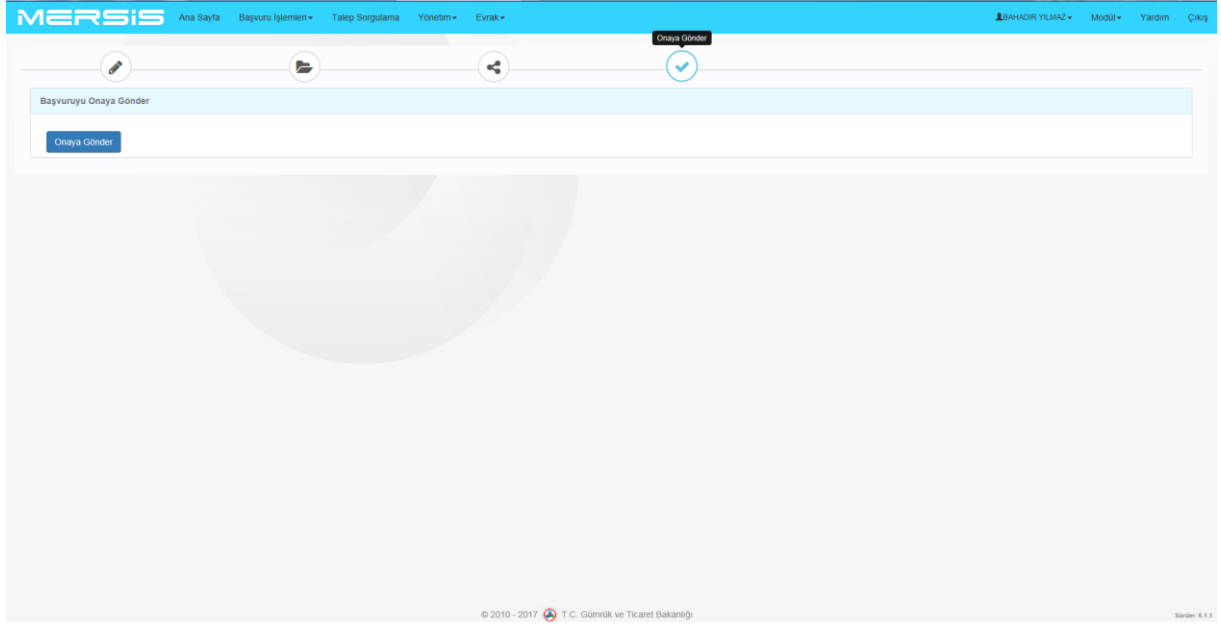 MERSiS Ana Sayfa Başvuru İşlemleri Talep Sorgulama Yönetim Evrak BAHADIR YILMAZ Modül Yardım Çıkış
Onaya Gönder
Başvuruyu Onaya Gönder
Onaya Gönder
© 2010 - 2017 T.C. Gümrük ve Ticaret Bakanlığı Sürüm: 6.1.1